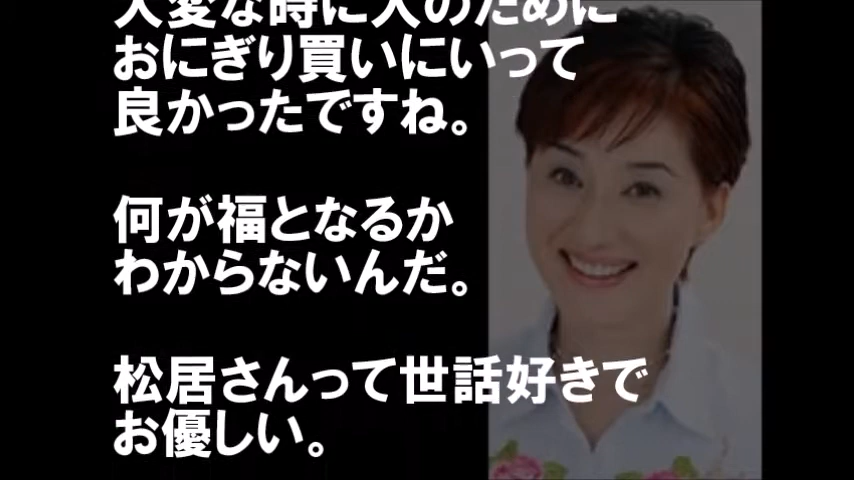 大変な時に人のために
おにぎり買いにいって
良かったですね。
何が福となるか
わからないんだ。
松居さんって世話好きで
お優しい。